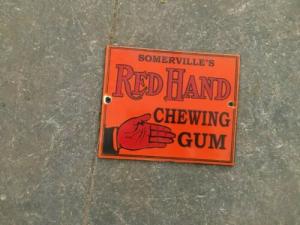 SOMERVILLE'S
RED HAND
CHEWING
GUM